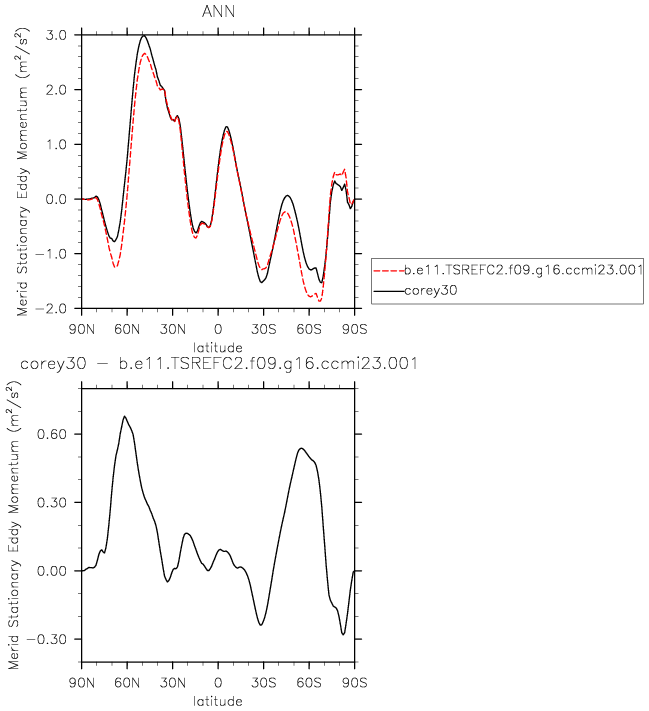 ANN
Merid Stationary Eddy Momentum (m²/s²)
3.0
2.0
1.0
0.0
−1.0
−2.0
90N 60N 30N 0 30S 60S 90S
latitude
b.e11.TSREFC2.f09.g16.ccmi23.001
corey30
corey30 − b.e11.TSREFC2.f09.g16.ccmi23.001
Merid Stationary Eddy Momentum (m²/s²)
0.60
0.30
0.00
−0.30
90N 60N 30N 0 30S 60S 90S
latitude